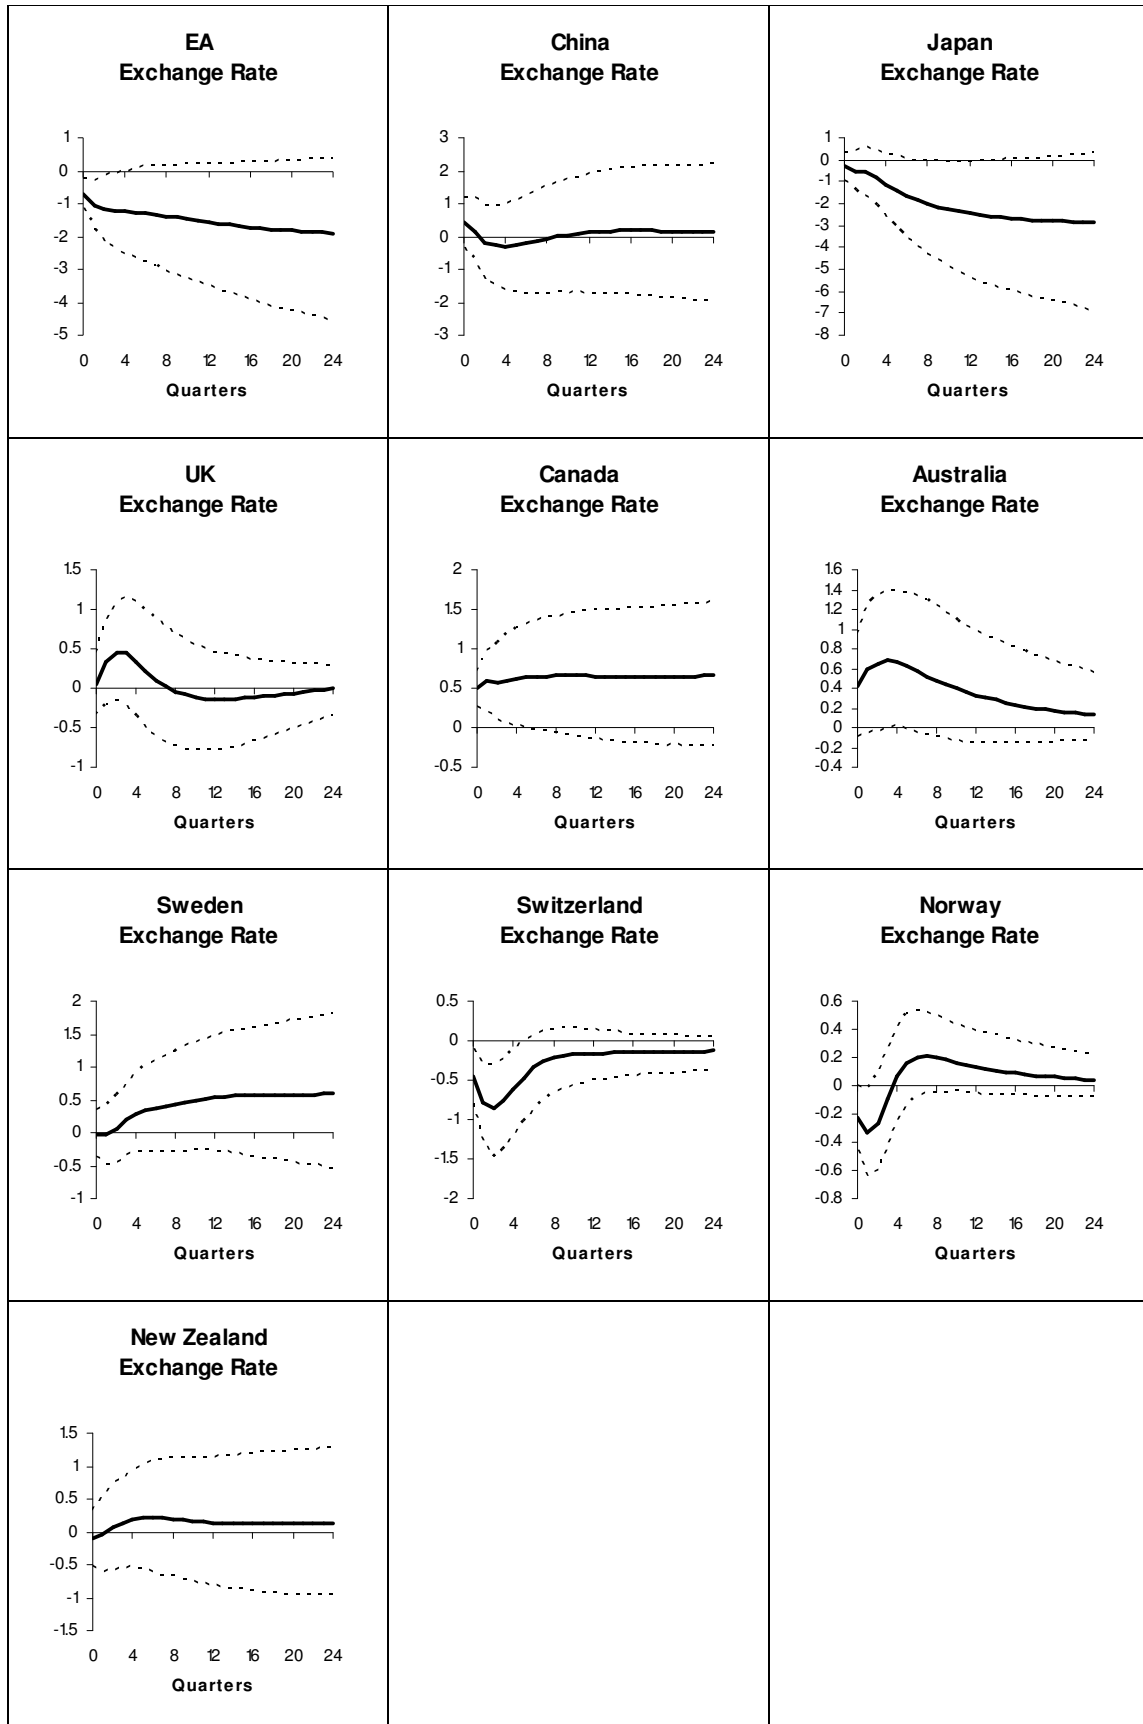 EA
Exchange Rate
1
0
-1
-2
-3
-4
-5
0 4 8 12 16 20 24
Quarters
China
Exchange Rate
3
2
1
0
-1
-2
-3
0 4 8 12 16 20 24
Quarters
Japan
Exchange Rate
1
0
-1
-2
-3
-4
-5
-6
-7
-8
0 4 8 12 16 20 24
Quarters
UK
Exchange Rate
1.5
1
0.5
0
-0.5
-1
0 4 8 12 16 20 24
Quarters
Canada
Exchange Rate
2
1.5
1
0.5
0
-0.5
0 4 8 12 16 20 24
Quarters
Australia
Exchange Rate
1.6
1.4
1.2
1
0.8
0.6
0.4
0.2
0
-0.2
-0.4
0 4 8 12 16 20 24
Quarters
Sweden
Exchange Rate
2
1.5
1
0.5
0
-0.5
-1
0 4 8 12 16 20 24
Quarters
Switzerland
Exchange Rate
0.5
0
-0.5
-1
-1.5
-2
0 4 8 12 16 20 24
Quarters
Norway
Exchange Rate
0.6
0.4
0.2
0
-0.2
-0.4
-0.6
-0.8
0 4 8 12 16 20 24
Quarters
New Zealand
Exchange Rate
1.5
1
0.5
0
-0.5
-1
-1.5
0 4 8 12 16 20 24
Quarters